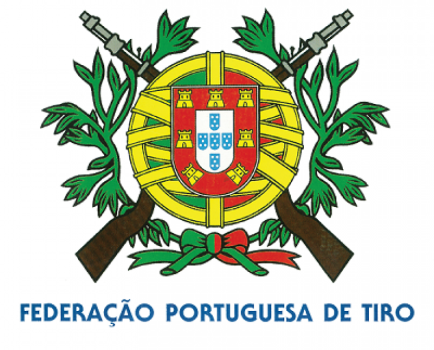 FEDERAÇÃO PORTUGUESA DE TIRO